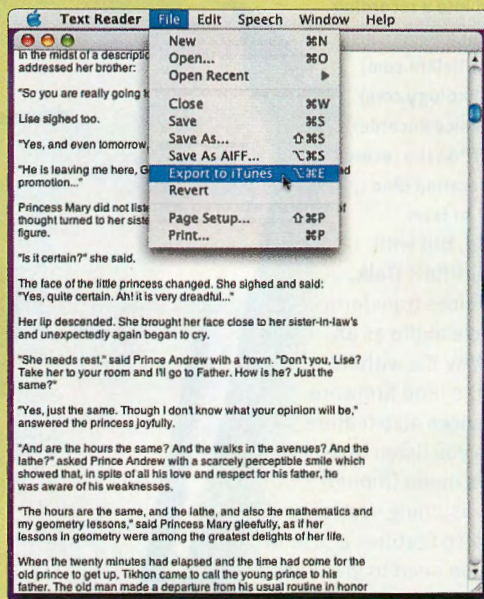 Text Reader File Edit Speech Window Help
New ⌘N
Open... ⌘O
Open Recent ▶
Close ⌘W
Save ⌘S
Save As... ⇧⌘S
Save As AIFF... ⌥⌘S
Export to iTunes ⌥⌘E
Revert
Page Setup... ⇧⌘P
Print... ⌘P
In the midst of a descriptio
addressed her brother:
"So you are really going t
Lise sighed too.
"Yes, and even tomorrow,
"He is leaving me here, G
promotion..."
Princess Mary did not liste
thought turned to her siste
figure.
"Is it certain?" she said.
The face of the little princess changed. She sighed and said:
"Yes, quite certain. Ah! it is very dreadful..."
Her lip descended. She brought her face close to her sister-in-law's
and unexpectedly again began to cry.
"She needs rest," said Prince Andrew with a frown. "Don't you, Lise?
Take her to your room and I'll go to Father. How is he? Just the
same?"
"Yes, just the same. Though I don't know what your opinion will be,"
answered the princess joyfully.
"And are the hours the same? And the walks in the avenues? And the
lathe?" asked Prince Andrew with a scarcely perceptible smile which
showed that, in spite of all his love and respect for his father, he
was aware of his weaknesses.
"The hours are the same, and the lathe, and also the mathematics and
my geometry lessons," said Princess Mary gleefully, as if her
lessons in geometry were among the greatest delights of her life.
When the twenty minutes had elapsed and the time had come for the
old prince to get up, Tikhon came to call the young prince to his
father. The old man made a departure from his usual routine in honor